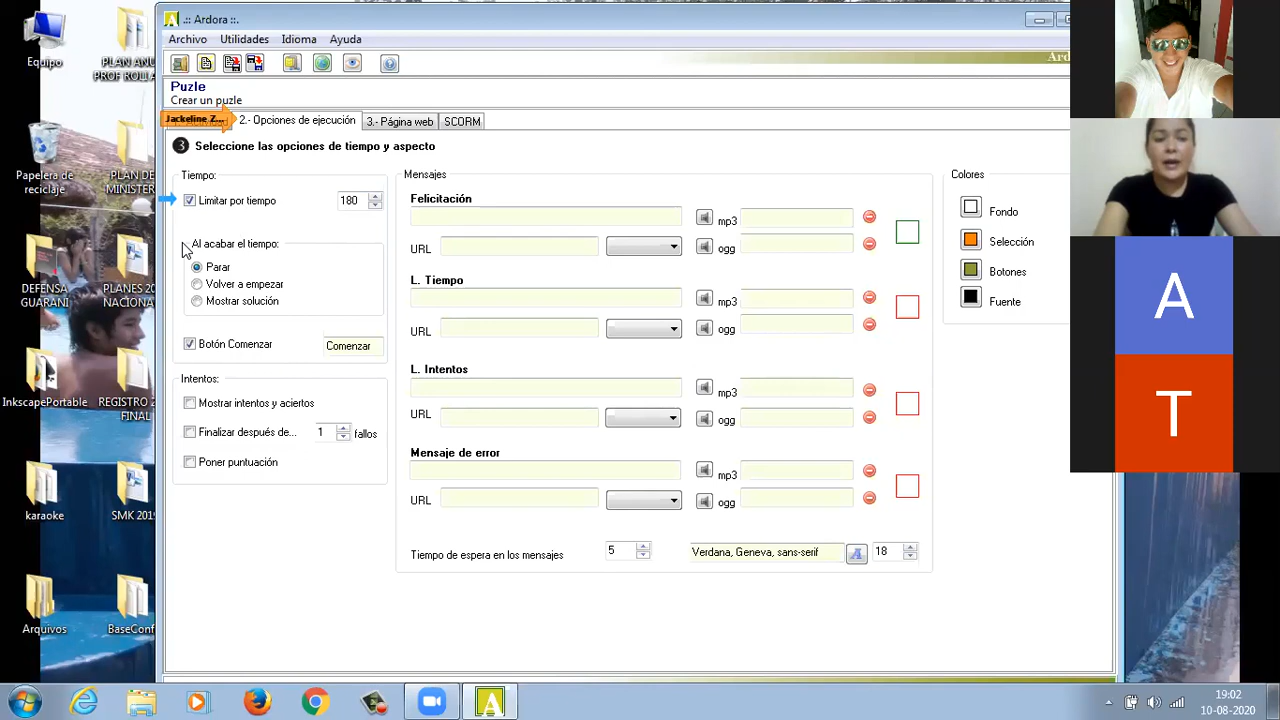 .:: Ardora ::.
Archivo Utilidades Idioma Ayuda
Puzle
Crear un puzle
Jackeline Z...
2.- Opciones de ejecución
3.- Página web
SCORM
3 Seleccione las opciones de tiempo y aspecto
Tiempo:
Limitar por tiempo 180
Al acabar el tiempo:
Parar
Volver a empezar
Mostrar solución
Botón Comenzar Comenzar
Intentos:
Mostrar intentos y aciertos
Finalizar después de... 1 fallos
Poner puntuación
Mensajes
Felicitación
mp3
URL ogg
L. Tiempo
mp3
URL ogg
L. Intentos
mp3
URL ogg
Mensaje de error
mp3
URL ogg
Tiempo de espera en los mensajes 5 Verdana, Geneva, sans-serif A 18
Colores
Fondo
Selección
Botones
Fuente
Equipo
Papelera de
reciclaje
DEFENSA
GUARANI
InkscapePortable
karaoke
Arquivos
PLAN ANU
PROF ROLLA
PLAN DE
MINISTER
PLANES 20
NACIONA
REGISTRO 2
FINAL
SMK 2019
BaseConf
A
T
19:02
10-08-2020